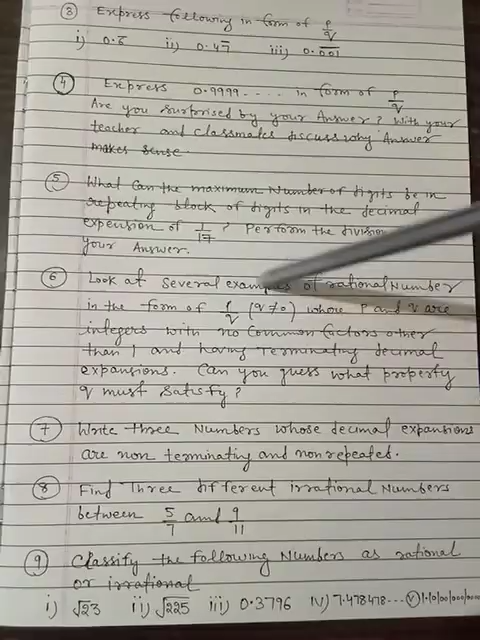 ③ Express following in form of p/q
i) 0.6̅ ii) 0.47̅ iii) 0.0̅0̅1̅
④ Express 0.9999..... in form of p/q
Are you surprised by your Answer? With your
teacher and classmates discuss why Answer
makes sense.
⑤ What can the maximum Number of digits be in
repeating block of digits in the decimal
expension of 1/17? Perform the division
your Answer.
⑥ Look at several examples of rational Number
in the form of p/q (q≠0) whose P and q are
integers with no common factors other
than 1 and having terminating decimal
expansions. Can you guess what property
q must satisfy?
⑦ Write three Numbers whose decimal expansions
are non terminating and non repeated.
⑧ Find Three different irrational Numbers
between 5/7 and 9/11
⑨ Classify the following Numbers as rational
or irrational
i) √23 ii) √225 iii) 0.3796 iv) 7.478478... v)